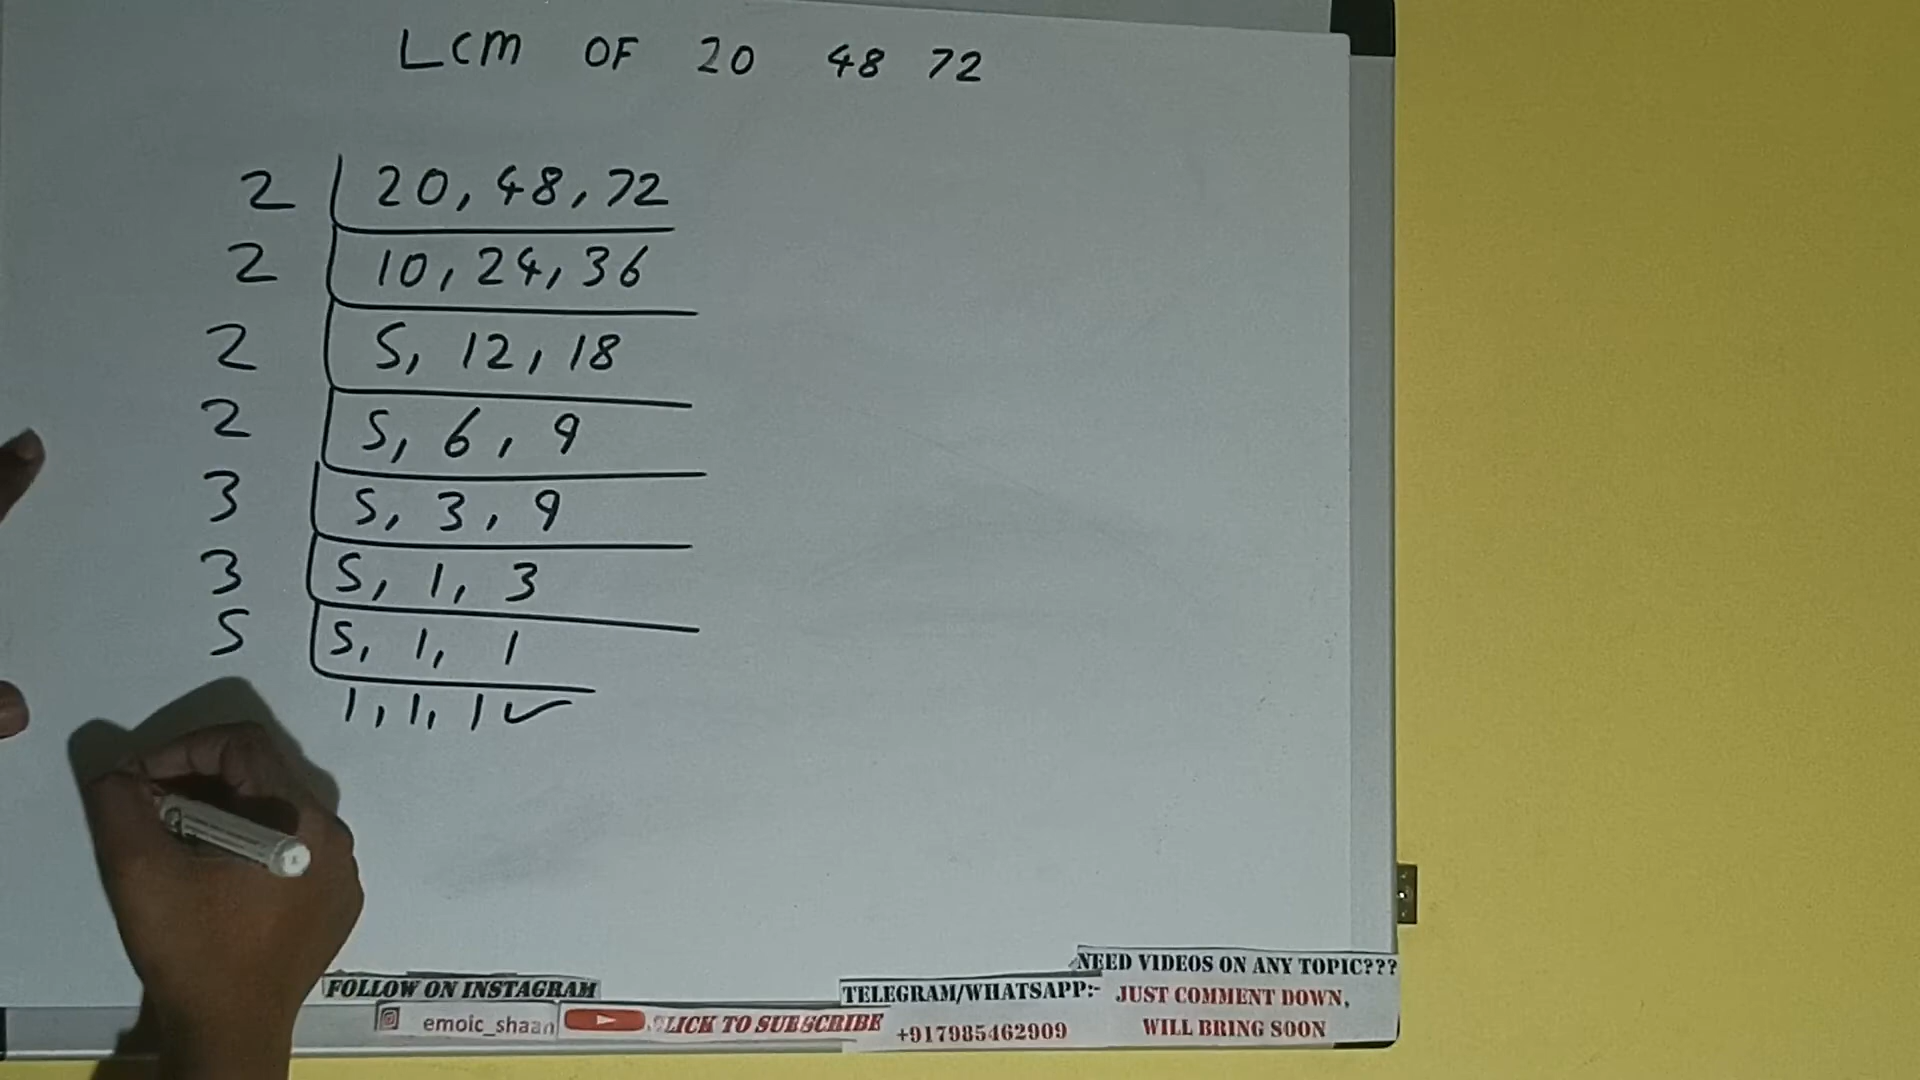 LCM OF 20 48 72
2 20, 48, 72
2 10, 24, 36
2 5, 12, 18
2 5, 6, 9
3 5, 3, 9
3 5, 1, 3
5 5, 1, 1
1, 1, 1 ✓
FOLLOW ON INSTAGRAM
emoic_shaan
CLICK TO SUBSCRIBE
TELEGRAM/WHATSAPP:-
+917985462909
NEED VIDEOS ON ANY TOPIC???
JUST COMMENT DOWN,
WILL BRING SOON